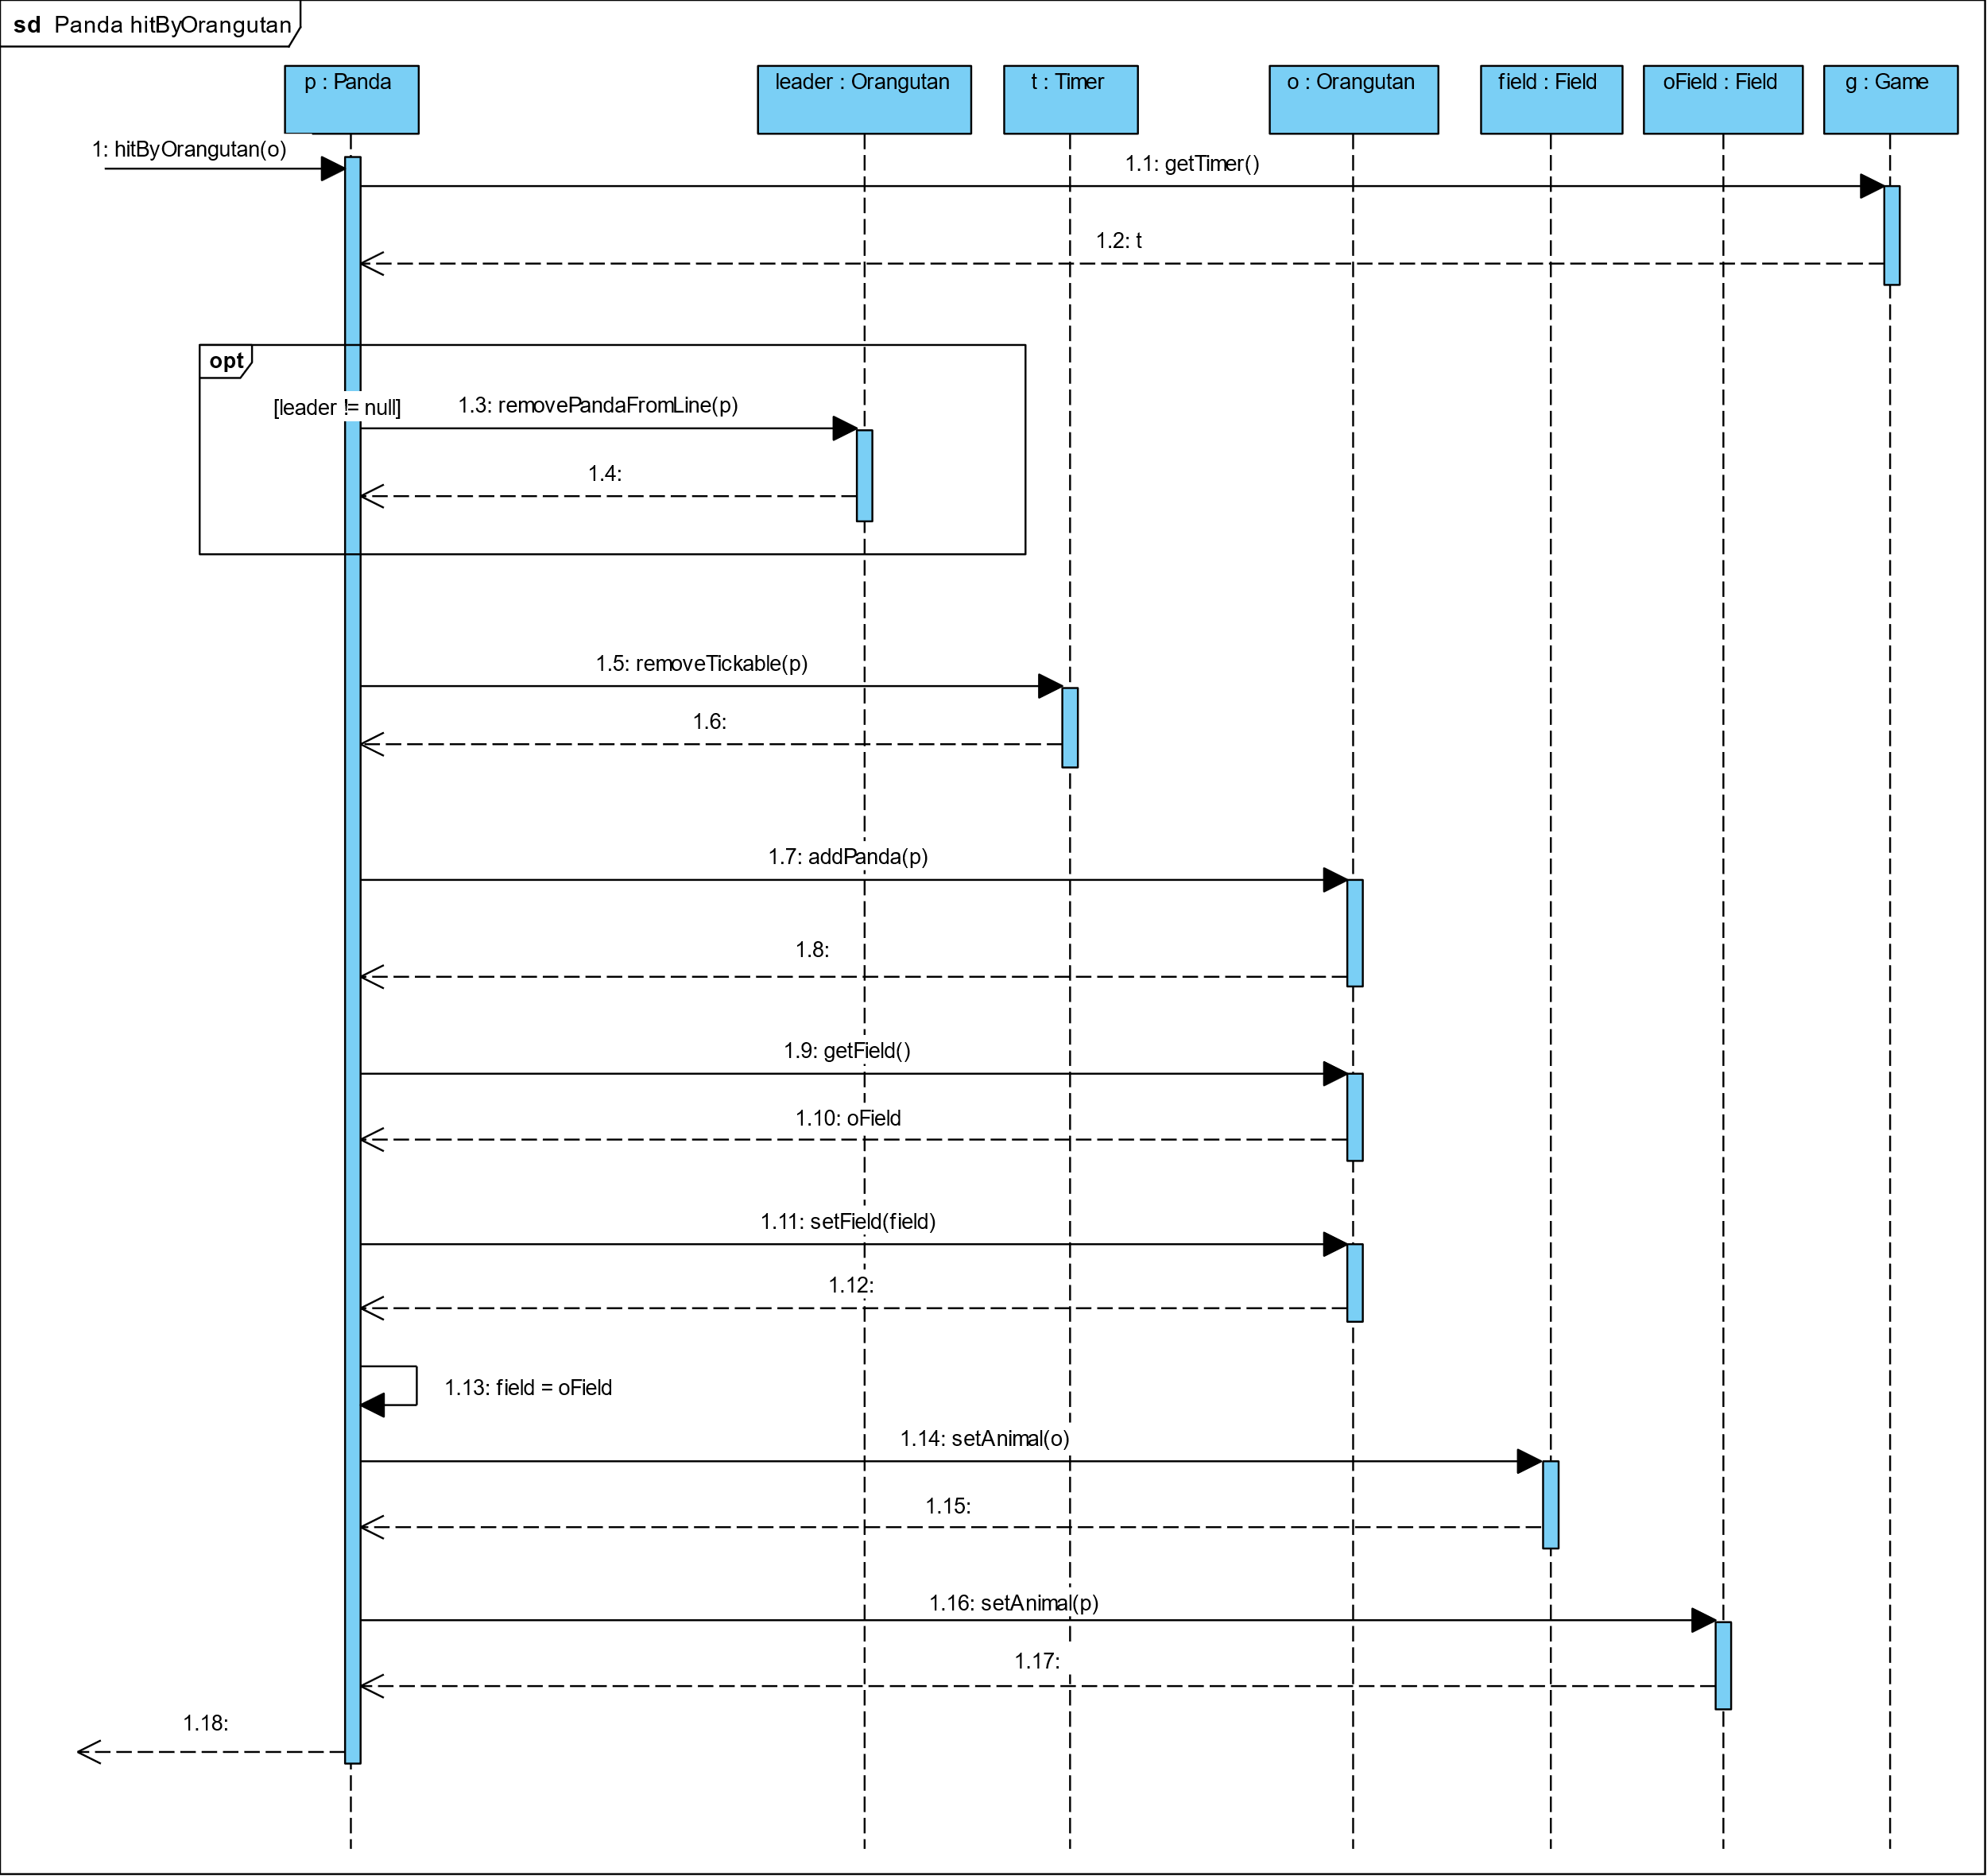 sd Panda hitByOrangutan
p : Panda
leader : Orangutan
t : Timer
o : Orangutan
field : Field
oField : Field
g : Game
1: hitByOrangutan(o)
1.1: getTimer()
1.2: t
opt
[leader != null]
1.3: removePandaFromLine(p)
1.4:
1.5: removeTickable(p)
1.6:
1.7: addPanda(p)
1.8:
1.9: getField()
1.10: oField
1.11: setField(field)
1.12:
1.13: field = oField
1.14: setAnimal(o)
1.15:
1.16: setAnimal(p)
1.17:
1.18: